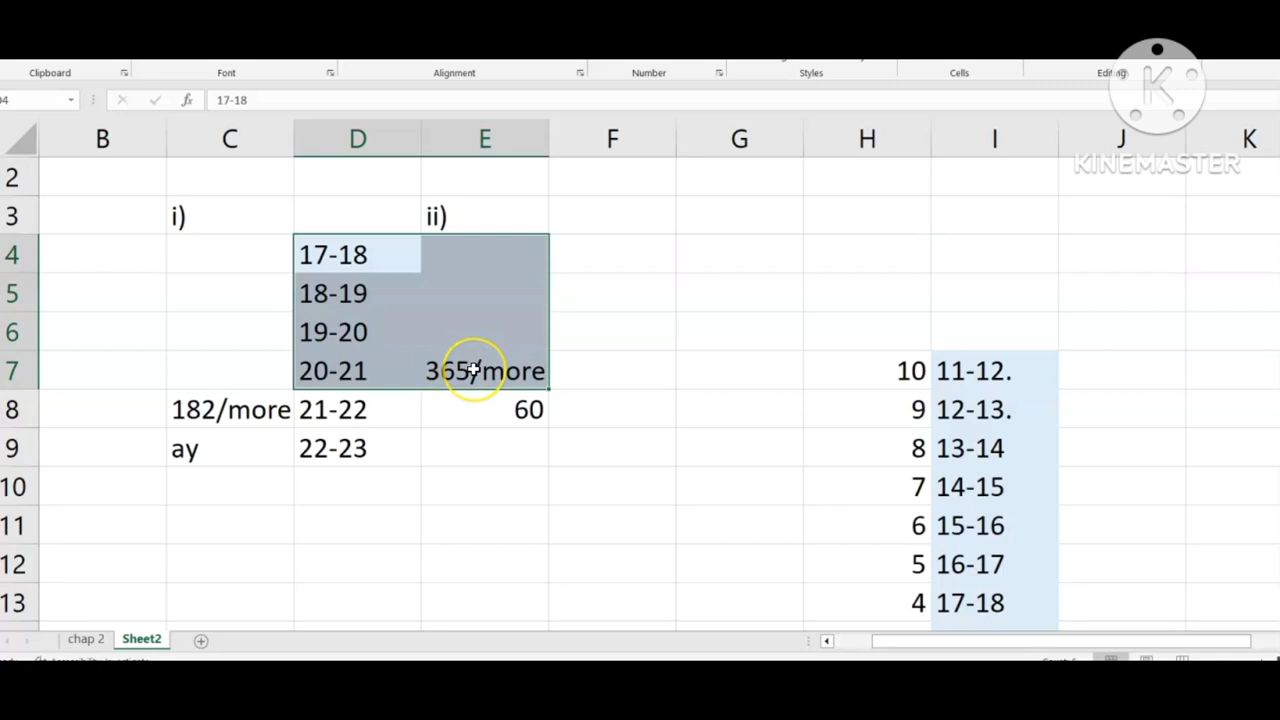 Clipboard Font Alignment Number Styles Cells Editing
04 fx 17-18
KINEMASTER
B C D E F G H I J K
2
3 i) ii)
4 17-18
5 18-19
6 19-20
7 20-21 365/more 10 11-12.
8 182/more 21-22 60 9 12-13.
9 ay 22-23 8 13-14
10 7 14-15
11 6 15-16
12 5 16-17
13 4 17-18
chap 2 Sheet2